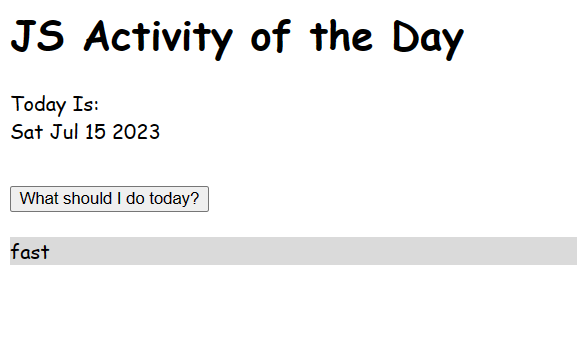 JS Activity of the Day
Today Is:
Sat Jul 15 2023
What should I do today?
fast